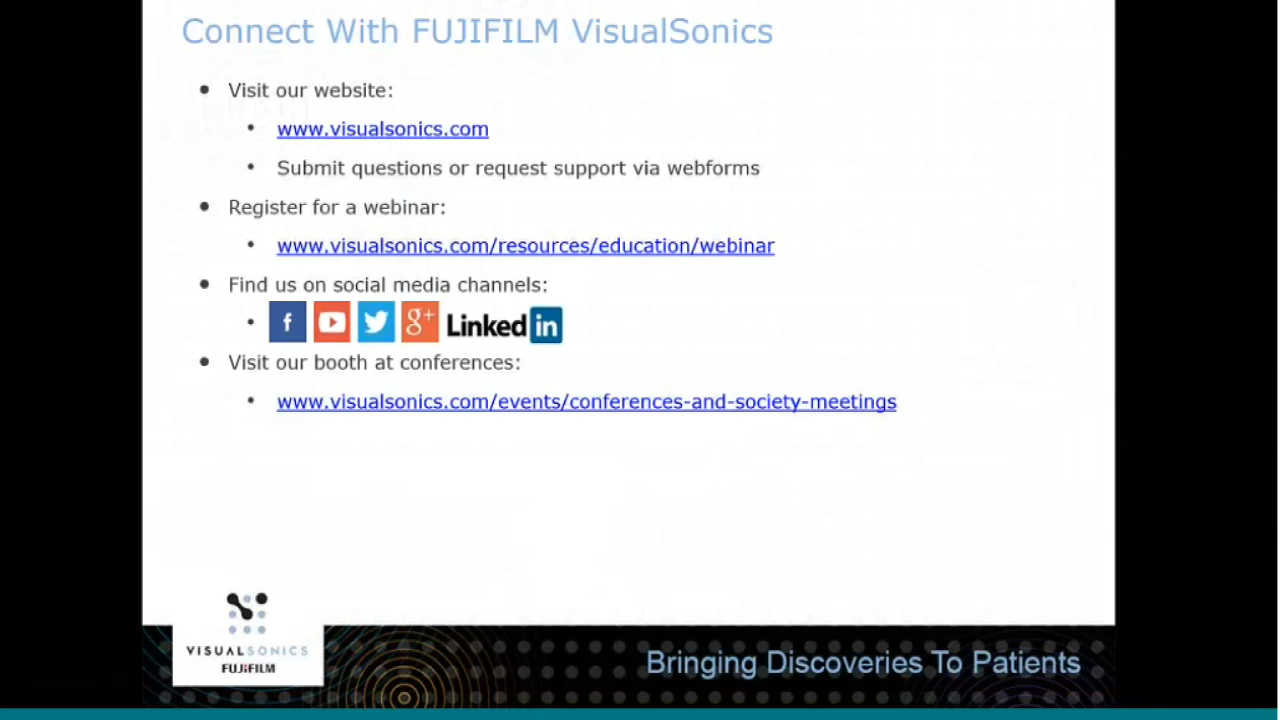 Connect With FUJIFILM VisualSonics
Visit our website:
www.visualsonics.com
Submit questions or request support via webforms
Register for a webinar:
www.visualsonics.com/resources/education/webinar
Find us on social media channels:
f g+ Linked in
Visit our booth at conferences:
www.visualsonics.com/events/conferences-and-society-meetings
VISUALSONICS
FUJIFILM
Bringing Discoveries To Patients